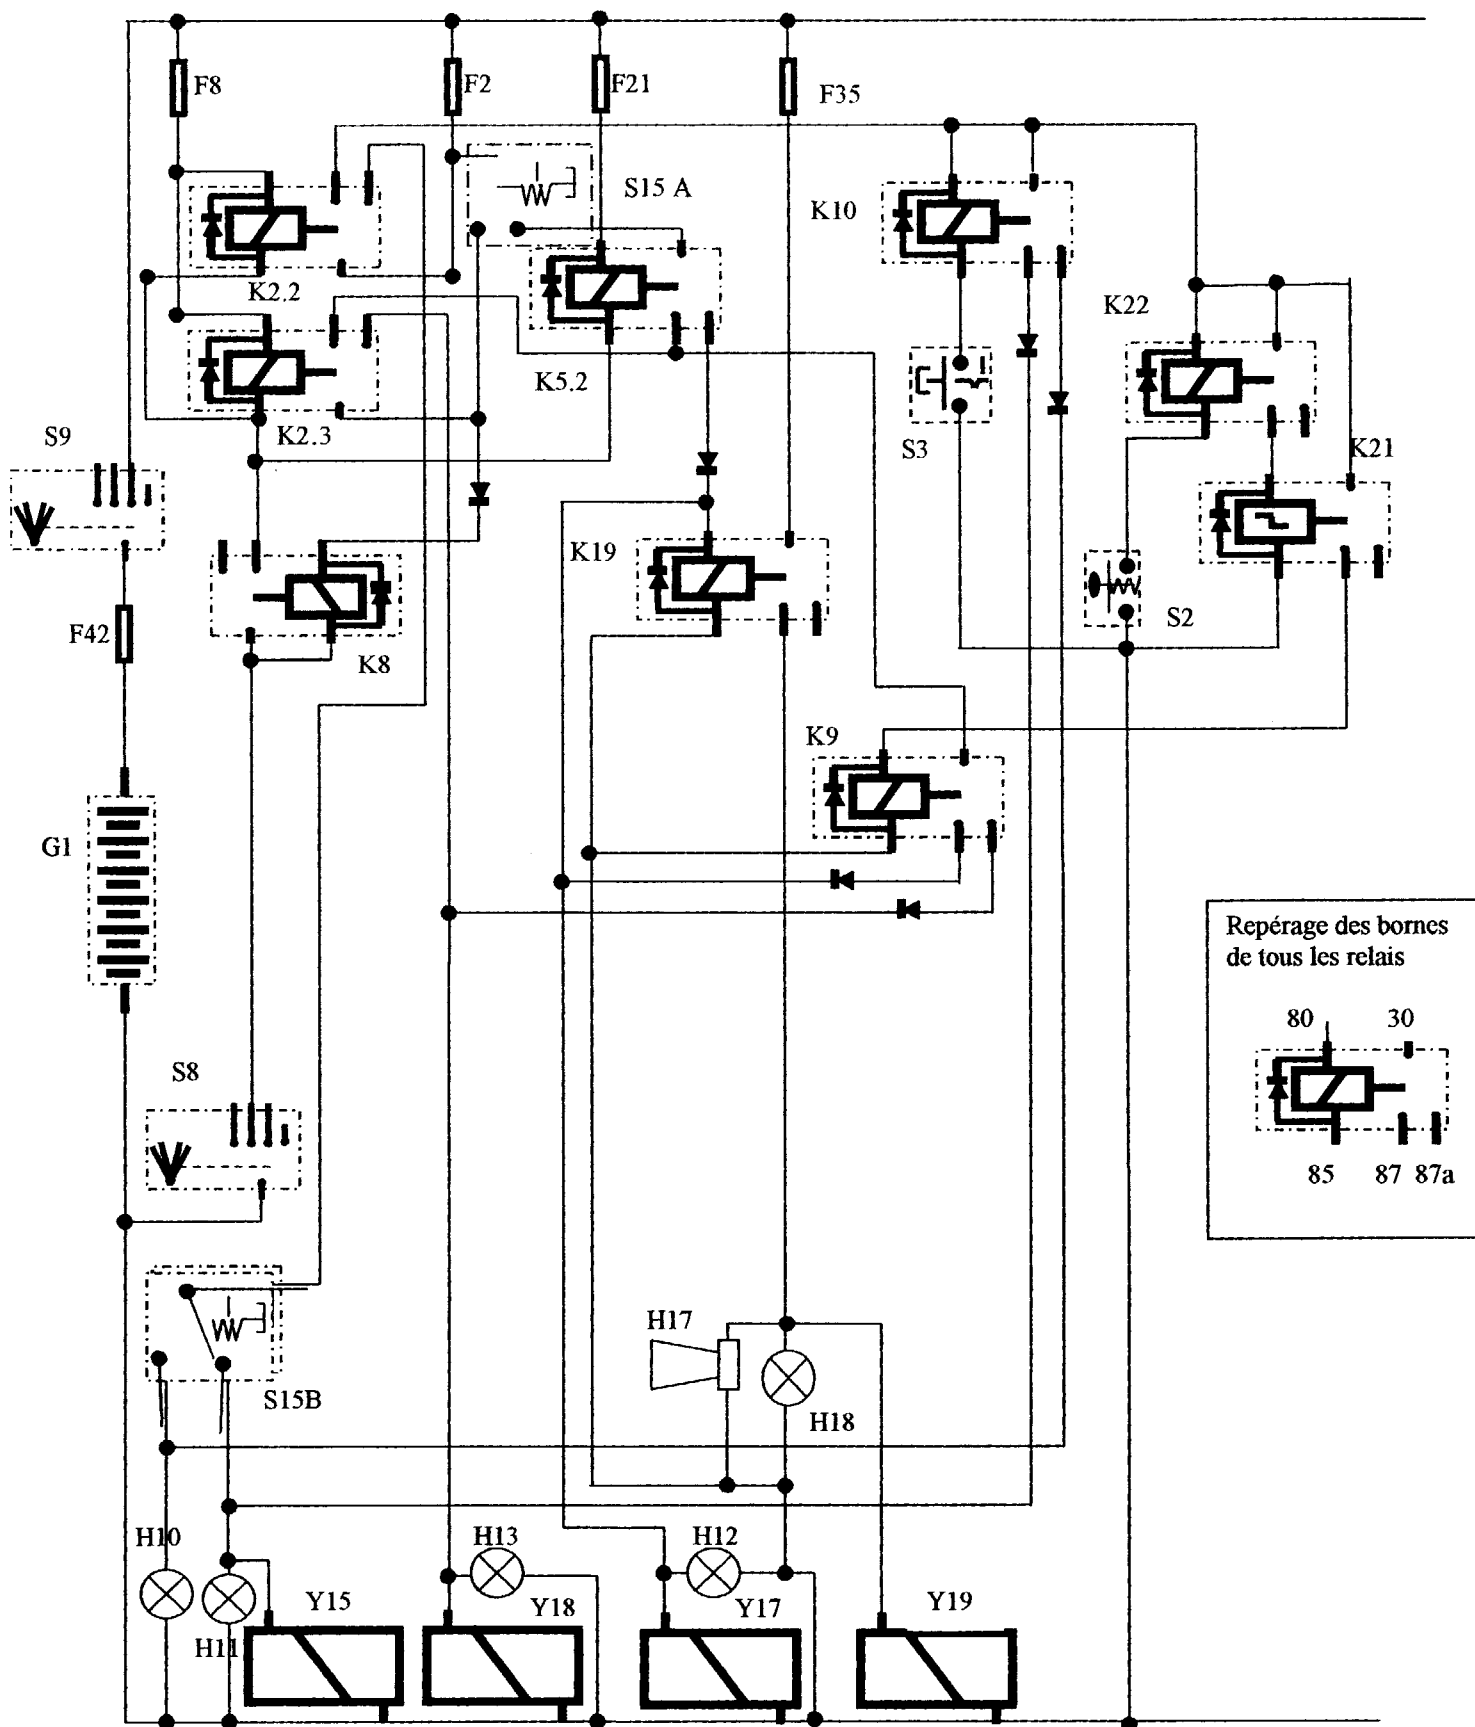 F8
F2
F21
F35
S15 A
K10
K2.2
K22
K5.2
K2.3
S9
S3
K21
K19
F42
S2
K8
K9
G1
Repérage des bornes
de tous les relais
80 30
S8
85 87 87a
H17
S15B
H18
H10
H13
H12
Y15
Y18
Y17
Y19
H11